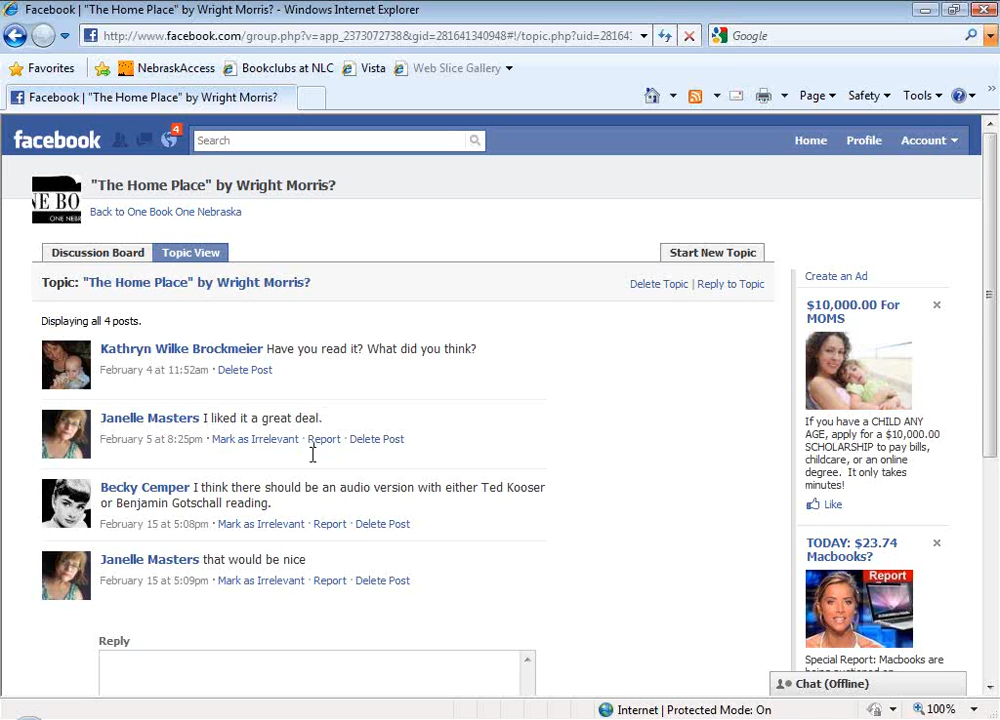 Facebook | "The Home Place" by Wright Morris? - Windows Internet Explorer
http://www.facebook.com/group.php?v=app_2373072738&gid=281641340948#!/topic.php?uid=28164
Google
Favorites
NebraskAccess
Bookclubs at NLC
Vista
Web Slice Gallery
Facebook | "The Home Place" by Wright Morris?
Page
Safety
Tools
facebook
4
Search
Home
Profile
Account
"The Home Place" by Wright Morris?
Back to One Book One Nebraska
Discussion Board
Topic View
Start New Topic
Topic: "The Home Place" by Wright Morris?
Delete Topic | Reply to Topic
Displaying all 4 posts.
Kathryn Wilke Brockmeier Have you read it? What did you think?
February 4 at 11:52am · Delete Post
Janelle Masters I liked it a great deal.
February 5 at 8:25pm · Mark as Irrelevant · Report · Delete Post
Becky Cemper I think there should be an audio version with either Ted Kooser
or Benjamin Gotschall reading.
February 15 at 5:08pm · Mark as Irrelevant · Report · Delete Post
Janelle Masters that would be nice
February 15 at 5:09pm · Mark as Irrelevant · Report · Delete Post
Reply
Create an Ad
$10,000.00 For
MOMS
If you have a CHILD ANY
AGE, apply for a $10,000.00
SCHOLARSHIP to pay bills,
childcare, or an online
degree. It only takes
minutes!
Like
TODAY: $23.74
Macbooks?
Report
Special Report: Macbooks are
Chat (Offline)
Internet | Protected Mode: On
100%